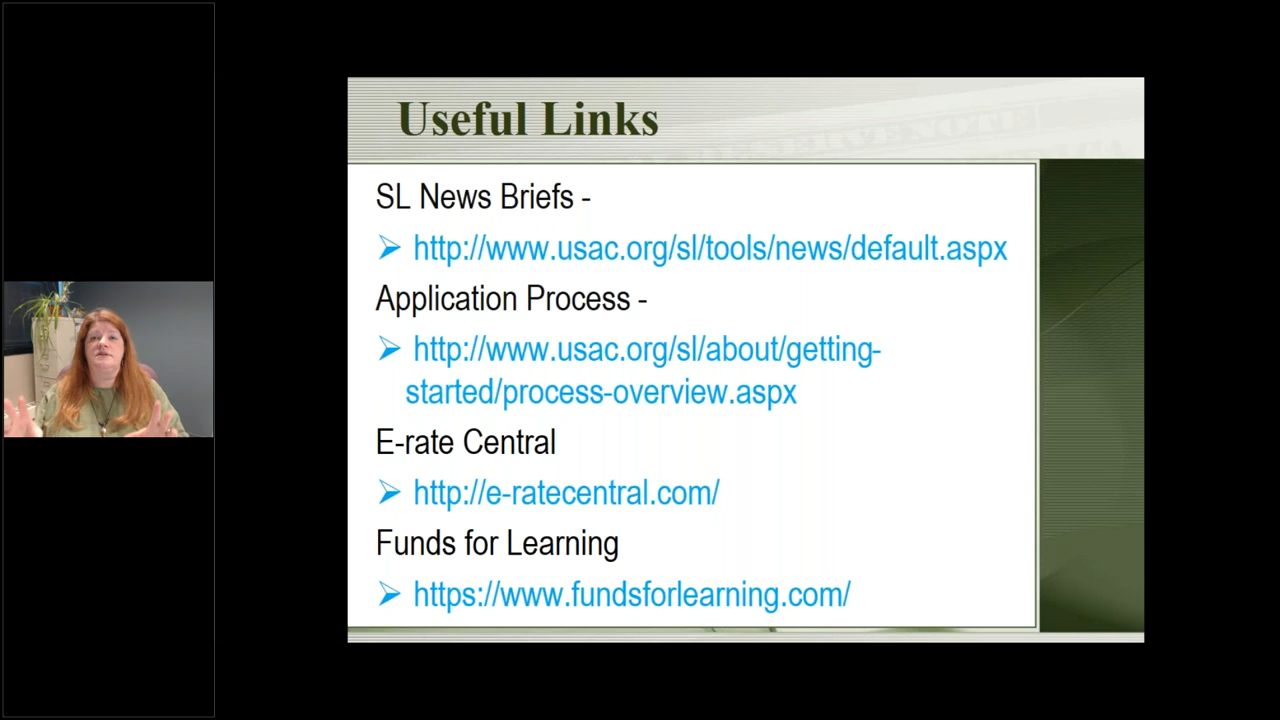 Useful Links
SL News Briefs -
http://www.usac.org/sl/tools/news/default.aspx
Application Process -
http://www.usac.org/sl/about/getting-
started/process-overview.aspx
E-rate Central
http://e-ratecentral.com/
Funds for Learning
https://www.fundsforlearning.com/